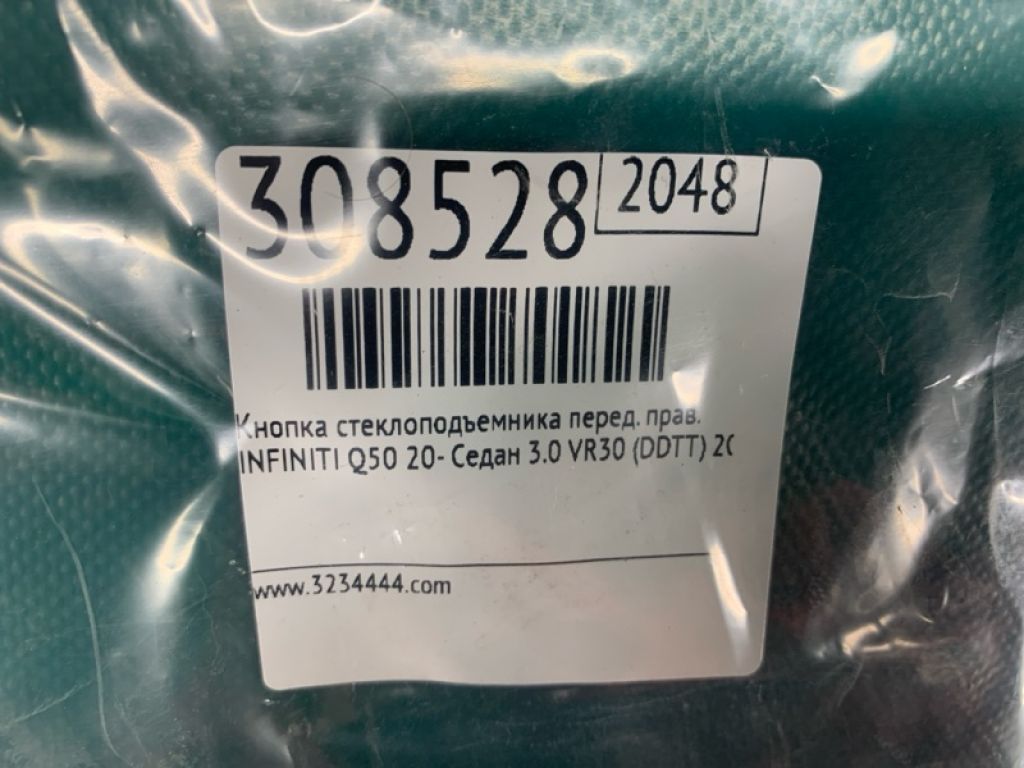 308528 2048
Кнопка стеклоподъемника перед. прав.
INFINITI Q50 20- Седан 3.0 VR30 (DDTT)
www.3234444.com